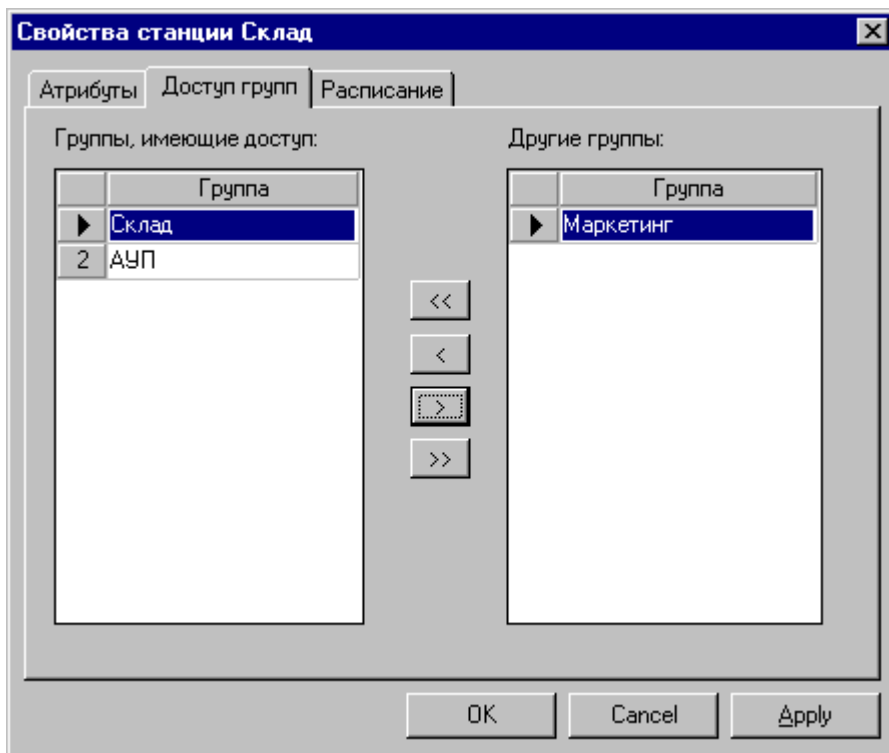 Свойства станции Склад
Атрибуты Доступ групп Расписание
Группы, имеющие доступ: Другие группы:
Группа Группа
Склад Маркетинг
2 АУП
<<
<
>
>>
OK Cancel Apply